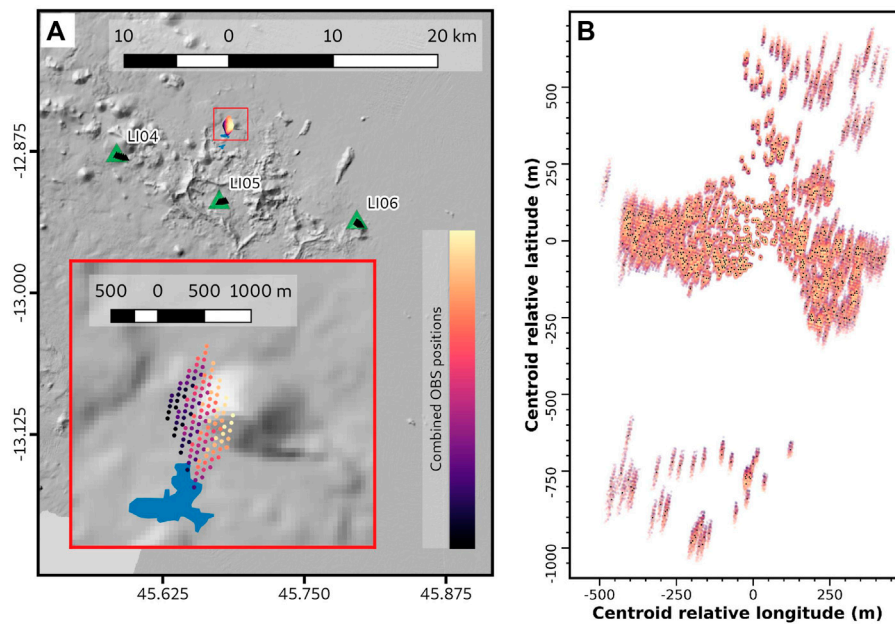 A
10 0 10 20 km
LI04
LI05
LI06
-12.875
-13.000
-13.125
500 0 500 1000 m
Combined OBS positions
45.625 45.750 45.875
B
Centroid relative latitude (m)
500
250
0
-250
-500
-750
-1000
-500 -250 0 250
Centroid relative longitude (m)